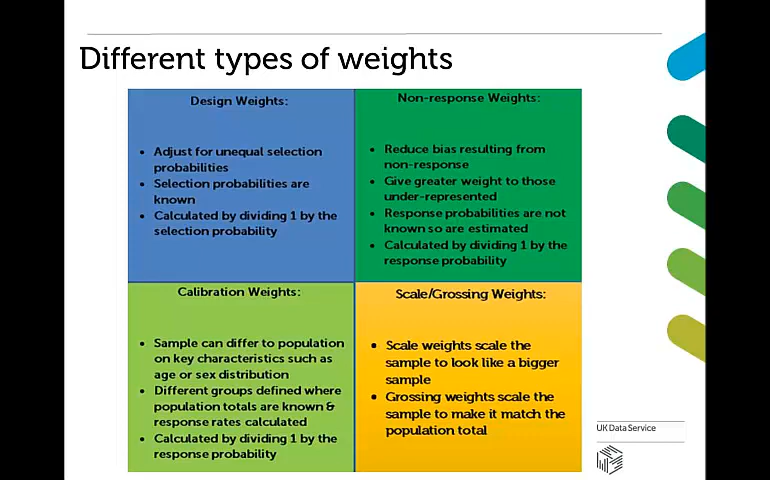 Different types of weights
Design Weights:
• Adjust for unequal selection
probabilities
• Selection probabilities are
known
• Calculated by dividing 1 by the
selection probability
Non-response Weights:
• Reduce bias resulting from
non-response
• Give greater weight to those
under-represented
• Response probabilities are not
known so are estimated
• Calculated by dividing 1 by the
response probability
Calibration Weights:
• Sample can differ to population
on key characteristics such as
age or sex distribution
• Different groups defined where
population totals are known &
response rates calculated
• Calculated by dividing 1 by the
response probability
Scale/Grossing Weights:
• Scale weights scale the
sample to look like a bigger
sample
• Grossing weights scale the
sample to make it match the
population total
UK Data Service